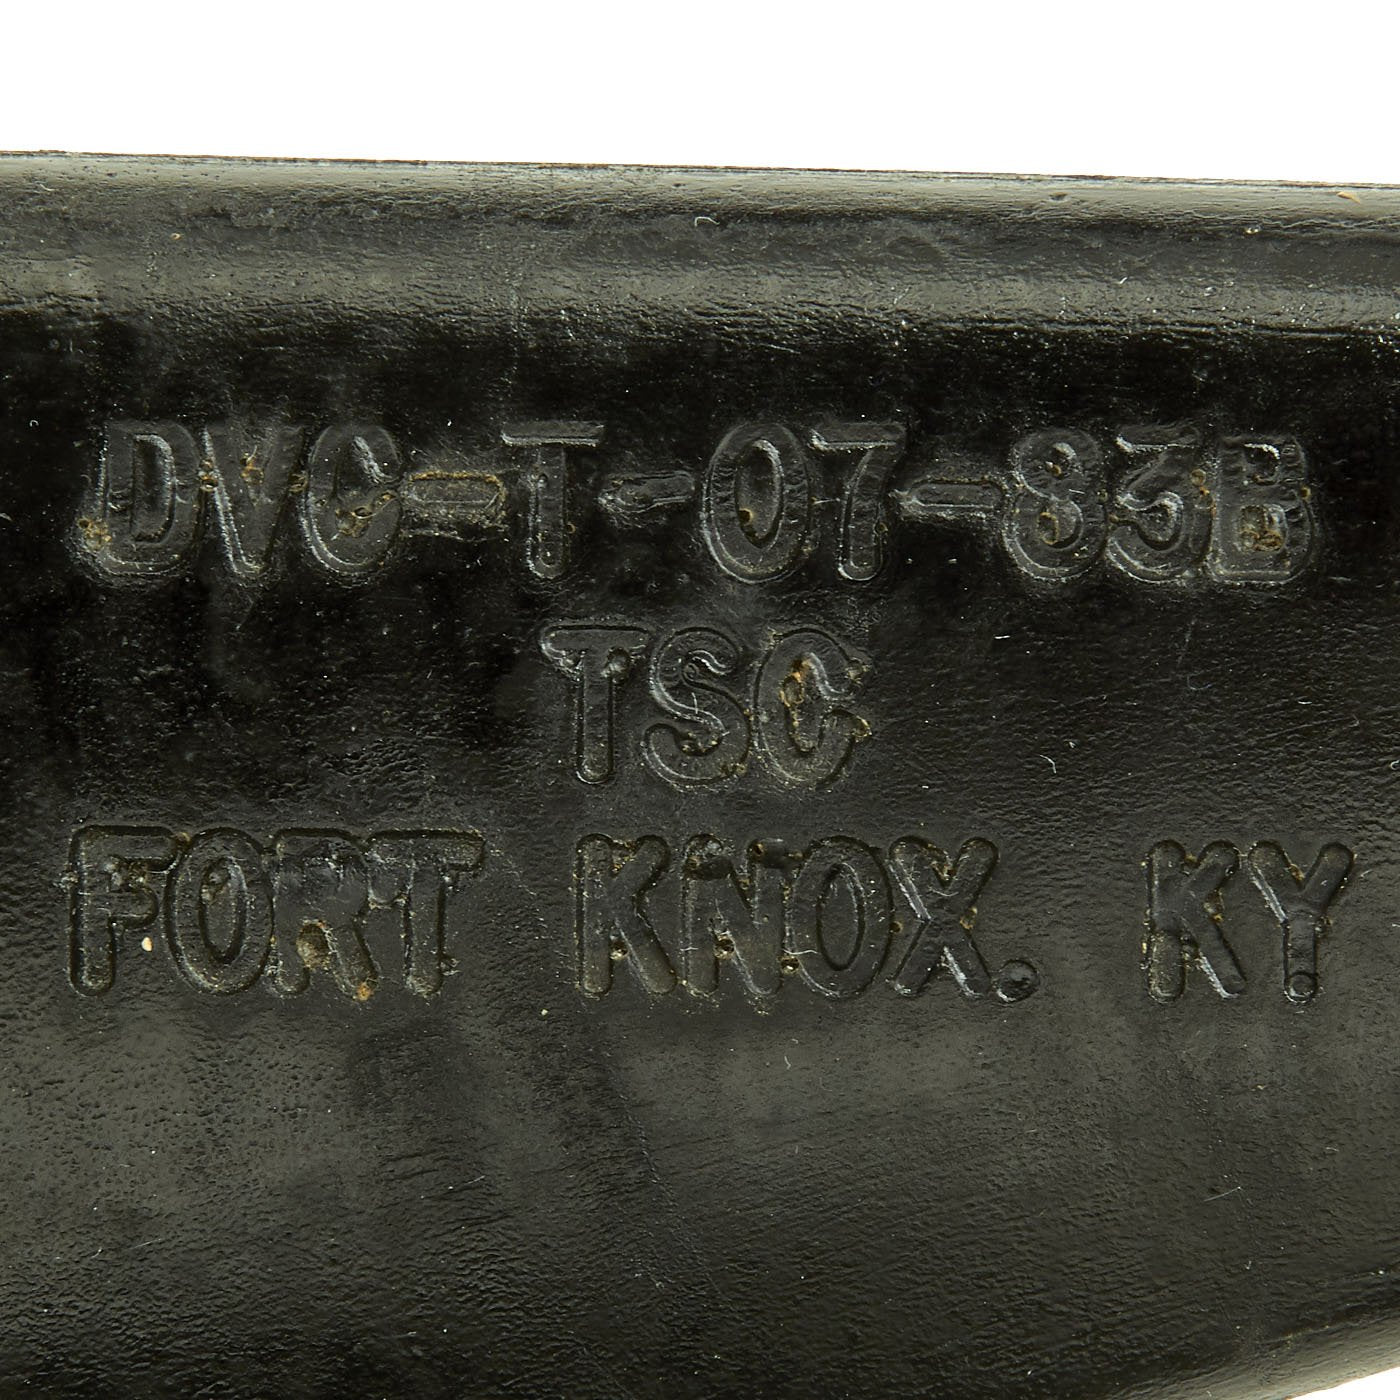 DVC-T-07-83B
TSC
FORT KNOX. KY.